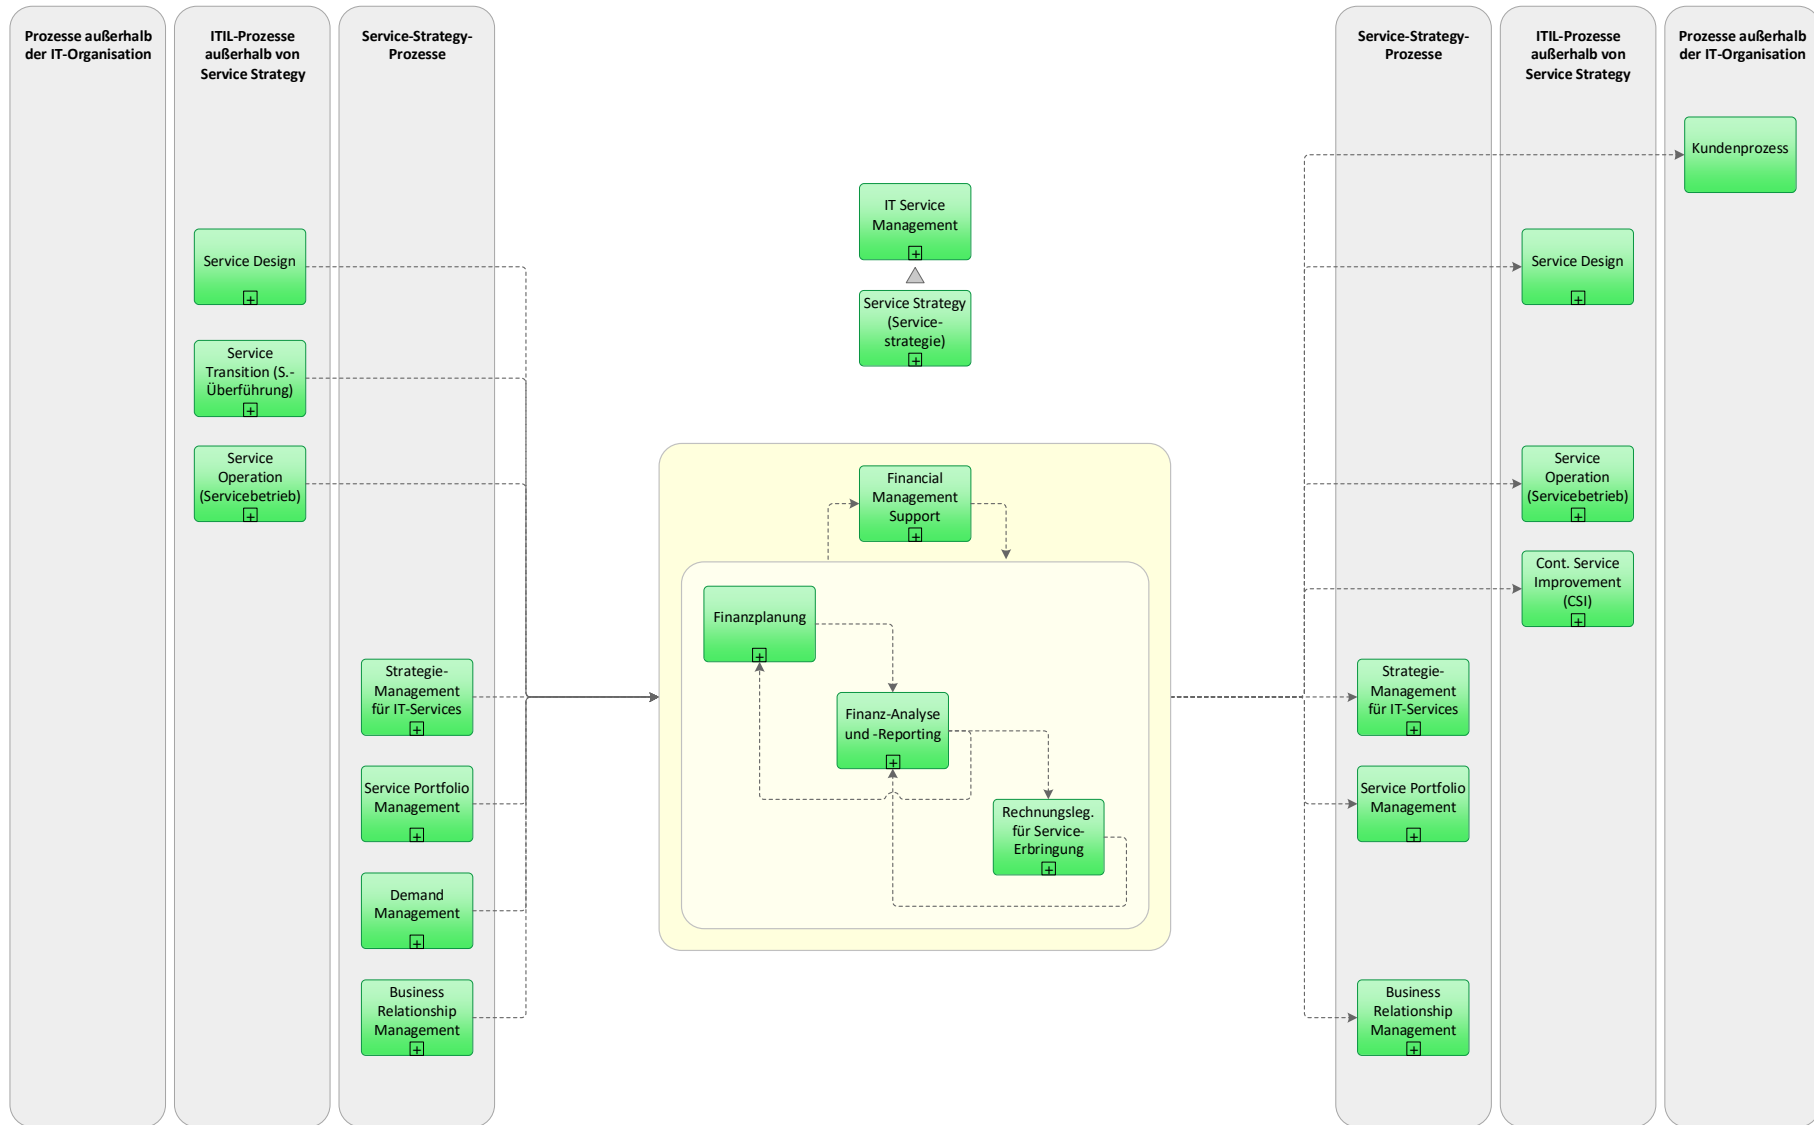 Prozesse außerhalb
der IT-Organisation
ITIL-Prozesse
außerhalb von
Service Strategy
Service-Strategy-
Prozesse
Service-Strategy-
Prozesse
ITIL-Prozesse
außerhalb von
Service Strategy
Prozesse außerhalb
der IT-Organisation
Kundenprozess
IT Service
Management
Service Design
Service Design
Service Strategy
(Service-
strategie)
Service
Transition (S.-
Überführung)
Service
Operation
(Servicebetrieb)
Financial
Management
Support
Service
Operation
(Servicebetrieb)
Cont. Service
Improvement
(CSI)
Finanzplanung
Strategie-
Management
für IT-Services
Finanz-Analyse
und -Reporting
Strategie-
Management
für IT-Services
Service Portfolio
Management
Rechnungsleg.
für Service-
Erbringung
Service Portfolio
Management
Demand
Management
Business
Relationship
Management
Business
Relationship
Management